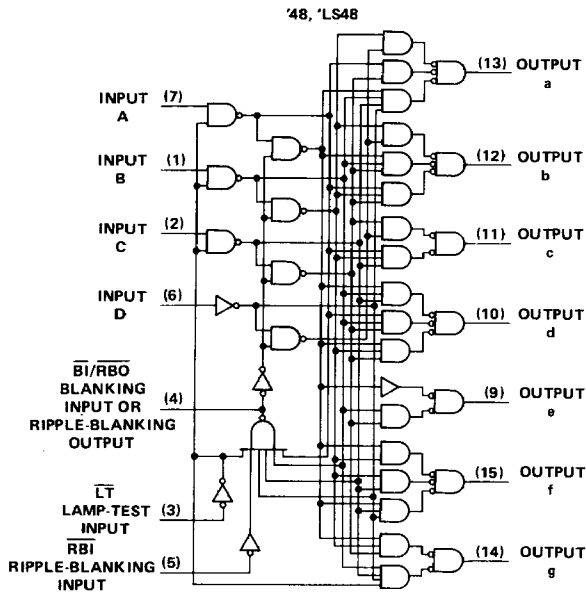 '48, 'LS48
INPUT A (7)
INPUT B (1)
INPUT C (2)
INPUT D (6)
BI/RBO
BLANKING
INPUT OR (4)
RIPPLE-BLANKING
OUTPUT
LT
LAMP-TEST (3)
INPUT
RBI
RIPPLE-BLANKING (5)
INPUT
(13) OUTPUT a
(12) OUTPUT b
(11) OUTPUT c
(10) OUTPUT d
(9) OUTPUT e
(15) OUTPUT f
(14) OUTPUT g